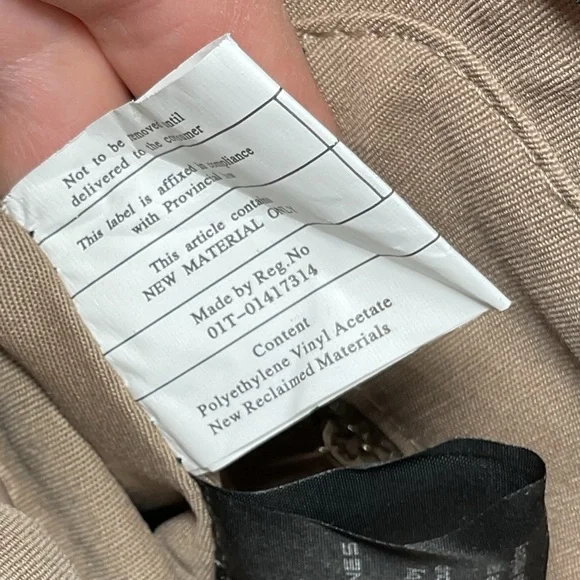 Not to be removed until
delivered to the consumer
This label is affixed in compliance
with Provincial
This article contains
NEW MATERIAL ONLY
Made by Reg.No
01T-01417314
Content
Polyethylene Vinyl Acetate
New Reclaimed Materials
NES